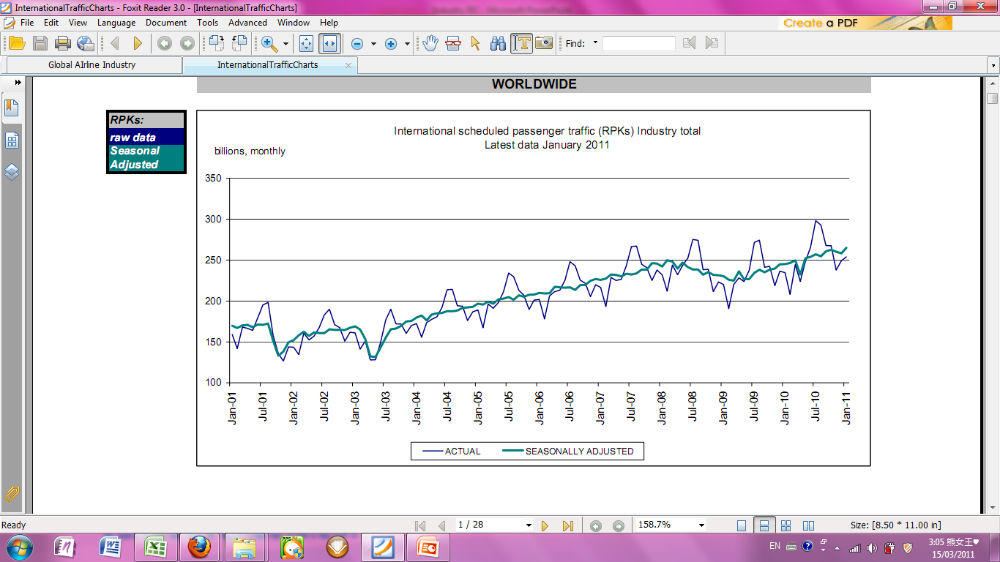 InternationalTrafficCharts - Foxit Reader 3.0 - [InternationalTrafficCharts]
File Edit View Language Document Tools Advanced Window Help
Create a PDF
Find:
Global AIrline Industry
InternationalTrafficCharts
WORLDWIDE
RPKs:
raw data
Seasonal
Adjusted
International scheduled passenger traffic (RPKs) Industry total
Latest data January 2011
billions, monthly
350
300
250
200
150
100
Jan-01 Jul-01 Jan-02 Jul-02 Jan-03 Jul-03 Jan-04 Jul-04 Jan-05 Jul-05 Jan-06 Jul-06 Jan-07 Jul-07 Jan-08 Jul-08 Jan-09 Jul-09 Jan-10 Jul-10 Jan-11
ACTUAL SEASONALLY ADJUSTED
Ready 1 / 28 158.7% Size: [8.50 * 11.00 in]
PPS
EN
3:05 熊女王♥
15/03/2011